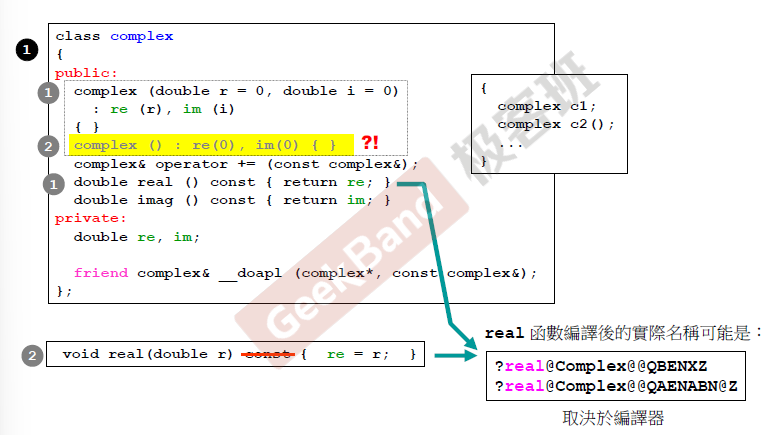 1
class complex
{
public:
1
complex (double r = 0, double i = 0)
: re (r), im (i)
{ }
2
complex () : re(0), im(0) { }
?!
complex& operator += (const complex&);
1
double real () const { return re; }
double imag () const { return im; }
private:
double re, im;
friend complex& __doapl (complex*, const complex&);
};
{
complex c1;
complex c2();
...
}
GeekBand 极客班
2
void real(double r) const { re = r; }
real 函數編譯後的實際名稱可能是：
?real@Complex@@QBENXZ
?real@Complex@@QAENABN@Z
取決於編譯器